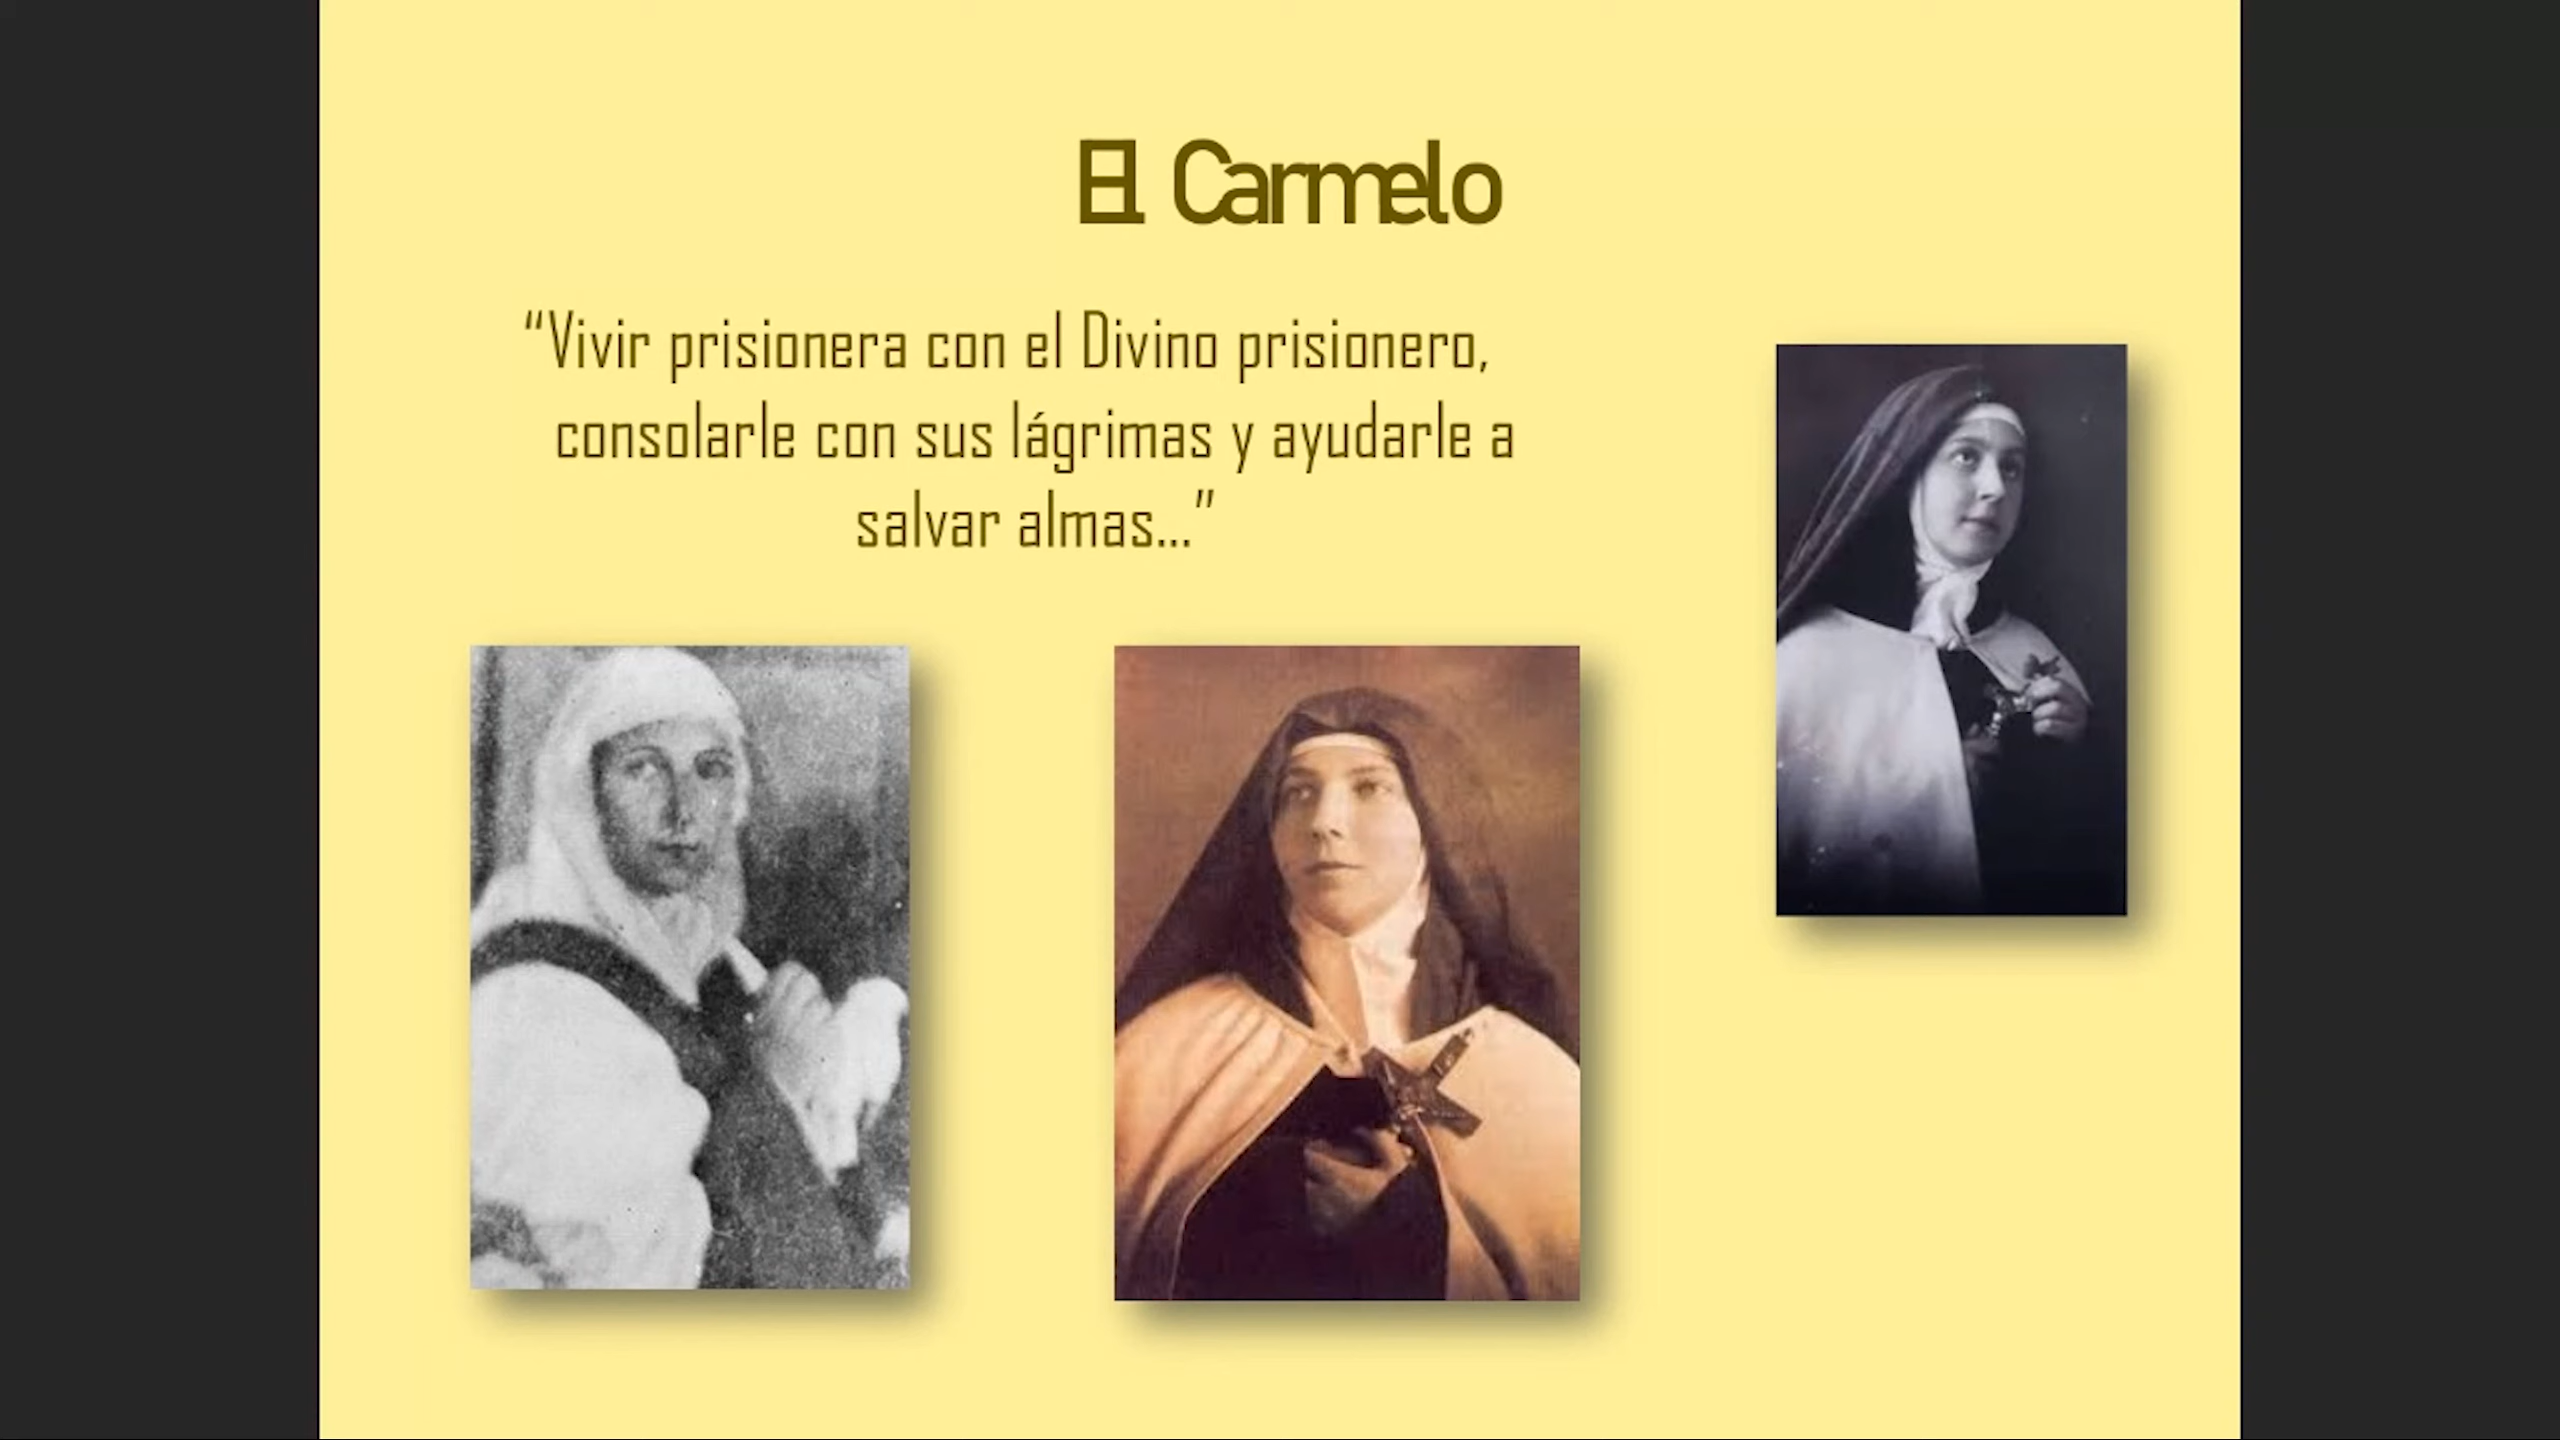 El Carmelo
“Vivir prisionera con el Divino prisionero,
consolarle con sus lágrimas y ayudarle a
salvar almas...”